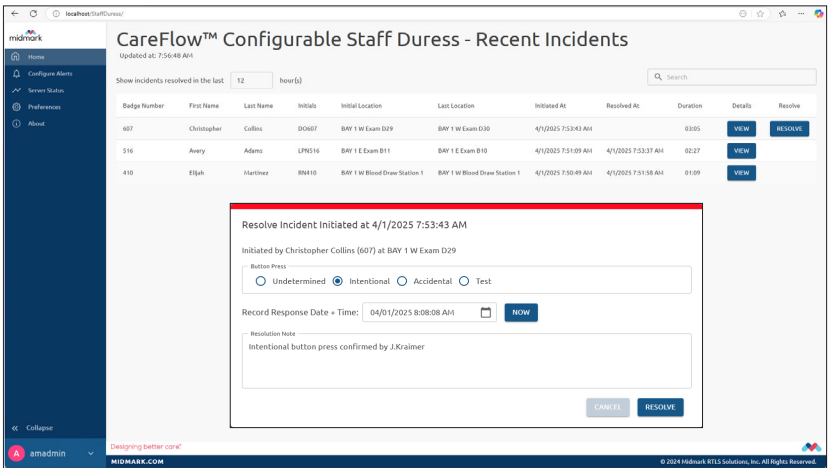 localhost/StaffDuress/
midmark
Home
Configure Alerts
Server Status
Preferences
About
Collapse
A amadmin
CareFlow™ Configurable Staff Duress - Recent Incidents
Updated at: 7:56:48 AM
Show incidents resolved in the last 12 hour(s)
Search
Badge Number First Name Last Name Initials Initial Location Last Location Initiated At Resolved At Duration Details Resolve
607 Christopher Collins DO607 BAY 1 W Exam D29 BAY 1 W Exam D30 4/1/2025 7:53:43 AM 03:05 VIEW RESOLVE
516 Avery Adams LPN516 BAY 1 E Exam B11 BAY 1 E Exam B10 4/1/2025 7:51:09 AM 4/1/2025 7:53:37 AM 02:27 VIEW
410 Elijah Martinez RN410 BAY 1 W Blood Draw Station 1 BAY 1 W Blood Draw Station 1 4/1/2025 7:50:49 AM 4/1/2025 7:51:58 AM 01:09 VIEW
Resolve Incident Initiated at 4/1/2025 7:53:43 AM
Initiated by Christopher Collins (607) at BAY 1 W Exam D29
Button Press
Undetermined Intentional Accidental Test
Record Response Date + Time: 04/01/2025 8:08:08 AM NOW
Resolution Note
Intentional button press confirmed by J.Kraimer
CANCEL RESOLVE
Designing better care®
MIDMARK.COM © 2024 Midmark RTLS Solutions, Inc. All Rights Reserved.